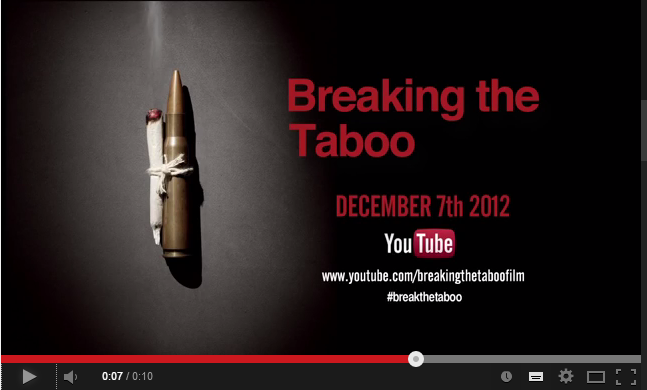 Breaking the
Taboo
DECEMBER 7th 2012
YouTube
www.youtube.com/breakingthetaboofilm
#breakthetaboo
0:07 / 0:10